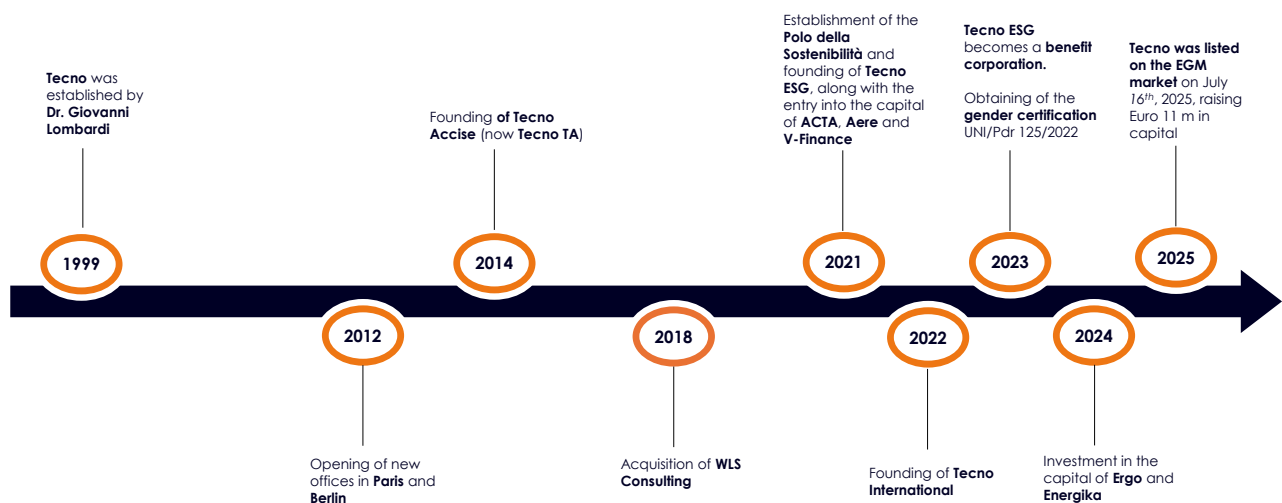 Tecno was
established by
Dr. Giovanni
Lombardi
1999
Opening of new
offices in Paris and
Berlin
2012
Founding of Tecno
Accise (now Tecno TA)
2014
Acquisition of WLS
Consulting
2018
Establishment of the
Polo della
Sostenibilità and
founding of Tecno
ESG, along with the
entry into the capital
of ACTA, Aere and
V-Finance
2021
Founding of Tecno
International
2022
Tecno ESG
becomes a benefit
corporation.
Obtaining of the
gender certification
UNI/Pdr 125/2022
2023
Investment in the
capital of Ergo and
Energika
2024
Tecno was listed
on the EGM
market on July
16th, 2025, raising
Euro 11 m in
capital
2025